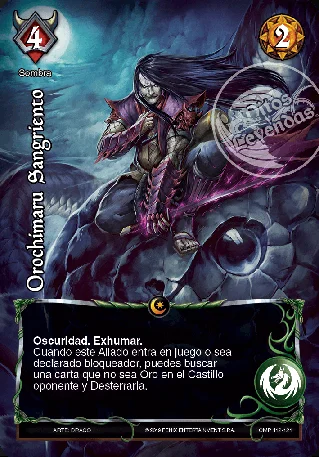 4
2
Sombra
Mitos
Leyendas
Orochimaru Sangriento
Oscuridad. Exhumar.
Cuando este Aliado entra en juego o sea
declarado bloqueador, puedes buscar
una carta que no sea Oro en el Castillo
oponente y Desterrarla.